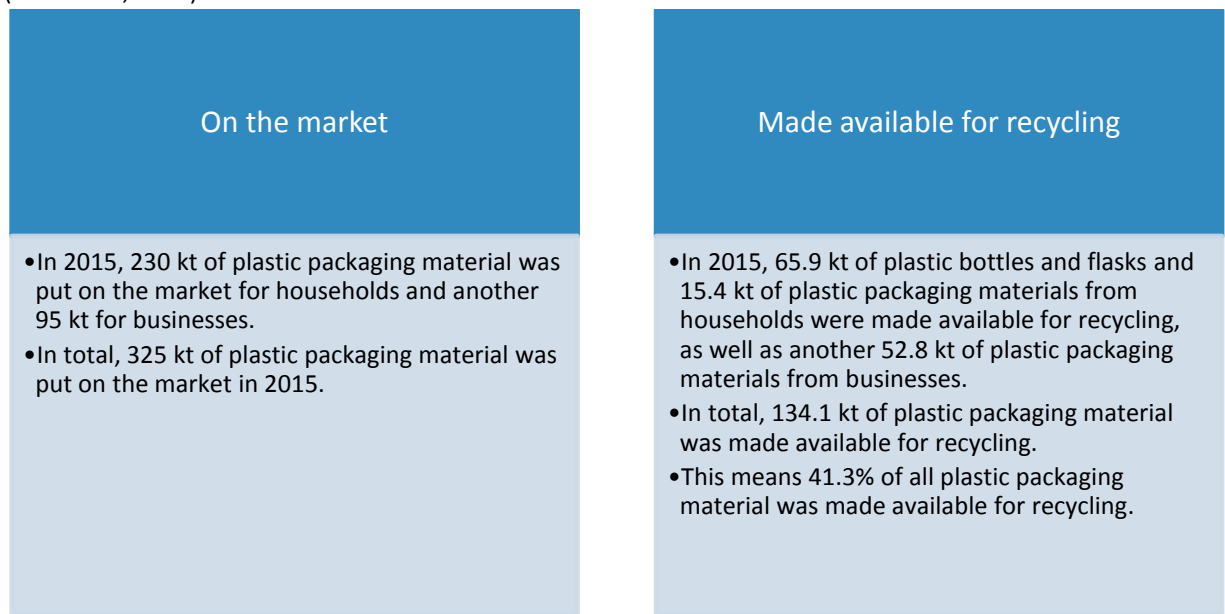 On the market
•In 2015, 230 kt of plastic packaging material was
put on the market for households and another
95 kt for businesses.
•In total, 325 kt of plastic packaging material was
put on the market in 2015.
Made available for recycling
•In 2015, 65.9 kt of plastic bottles and flasks and
15.4 kt of plastic packaging materials from
households were made available for recycling,
as well as another 52.8 kt of plastic packaging
materials from businesses.
•In total, 134.1 kt of plastic packaging material
was made available for recycling.
•This means 41.3% of all plastic packaging
material was made available for recycling.